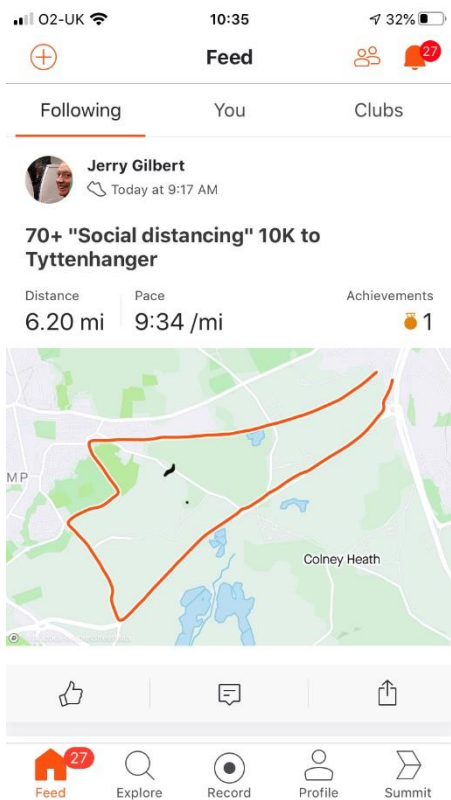 O2-UK 10:35 32%
Feed 27
Following You Clubs
Jerry Gilbert
Today at 9:17 AM
70+ "Social distancing" 10K to
Tyttenhanger
Distance Pace Achievements
6.20 mi 9:34 /mi 1
MP
Colney Heath
27
Feed Explore Record Profile Summit